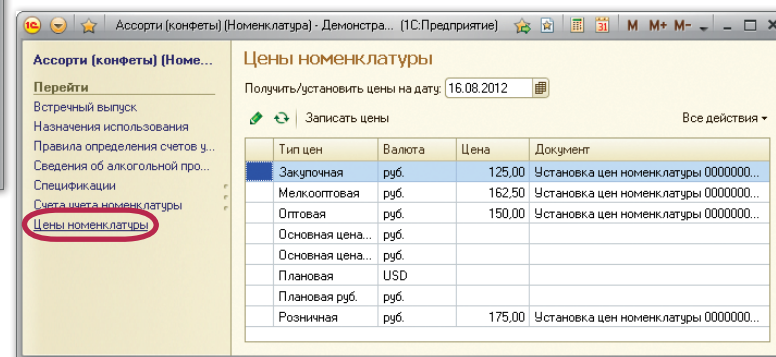 Ассорти (конфеты) (Номенклатура) - Демонстра... (1С:Предприятие) 31 M M+ M-
Ассорти (конфеты) (Номе...
Перейти
Встречный выпуск
Назначения использования
Правила определения счетов у...
Сведения об алкогольной про...
Спецификации
Счета учета номенклатуры
Цены номенклатуры
Цены номенклатуры
Получить/установить цены на дату: 16.08.2012
Записать цены Все действия
Тип цен Валюта Цена Документ
Закупочная руб. 125,00 Установка цен номенклатуры 0000000...
Мелкооптовая руб. 162,50 Установка цен номенклатуры 0000000...
Оптовая руб. 150,00 Установка цен номенклатуры 0000000...
Основная цена... руб.
Основная цена... руб.
Плановая USD
Плановая руб. руб.
Розничная руб. 175,00 Установка цен номенклатуры 0000000...